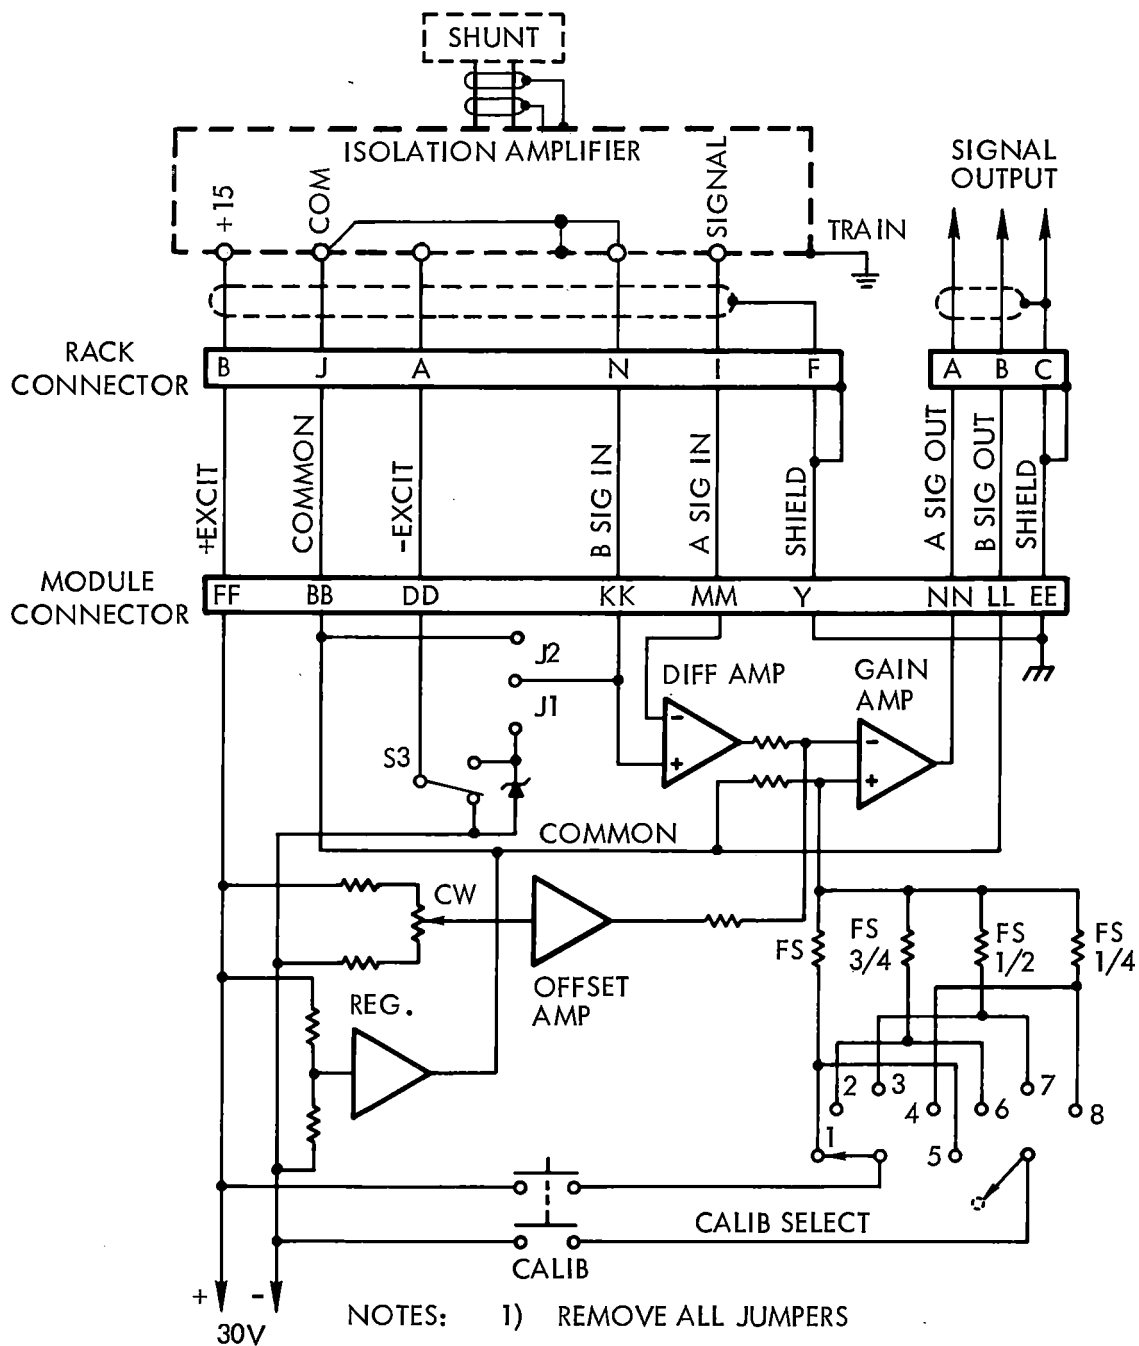 SHUNT
ISOLATION AMPLIFIER
+15
COM
SIGNAL
TRAIN
SIGNAL
OUTPUT
RACK
CONNECTOR
B J A N I F
A B C
+EXCIT
COMMON
-EXCIT
B SIG IN
A SIG IN
SHIELD
A SIG OUT
B SIG OUT
SHIELD
MODULE
CONNECTOR
FF BB DD KK MM Y NN LL EE
J2
J1
S3
DIFF AMP
GAIN
AMP
-
+
-
+
COMMON
CW
OFFSET
AMP
REG.
FS
FS
3/4
FS
1/2
FS
1/4
2
3
4
6
7
8
1
5
CALIB SELECT
CALIB
+
-
30V
NOTES: 1) REMOVE ALL JUMPERS